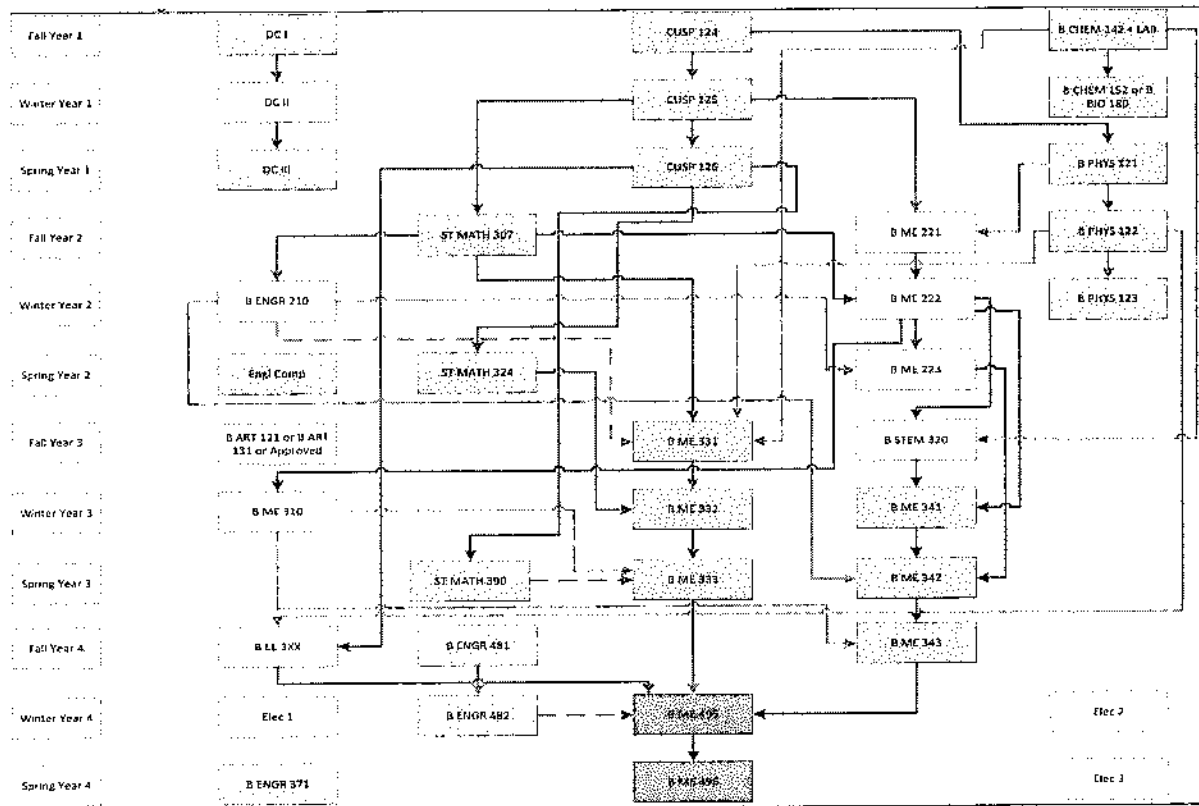 Fall Year 1
DC I
CUSP 124
B CHEM 142 + LAB
Winter Year 1
DC II
CUSP 125
B CHEM 152 or B
BIO 180
Spring Year 1
DC III
CUSP 126
B PHYS 121
Fall Year 2
ST MATH 307
B ME 221
B PHYS 122
Winter Year 2
B ENGR 210
B ME 222
B PHYS 123
Spring Year 2
Engl Comp
ST MATH 324
B ME 223
Fall Year 3
B ART 121 or B ART
131 or Approved
B ME 331
B STEM 320
Winter Year 3
B ME 310
B ME 332
B ME 341
Spring Year 3
ST MATH 390
B ME 333
B ME 342
Fall Year 4
B EE 3XX
B ENGR 481
B ME 343
Winter Year 4
Elec 1
B ENGR 482
B ME 495
Elec 2
Spring Year 4
B ENGR 371
B ME 496
Elec 3